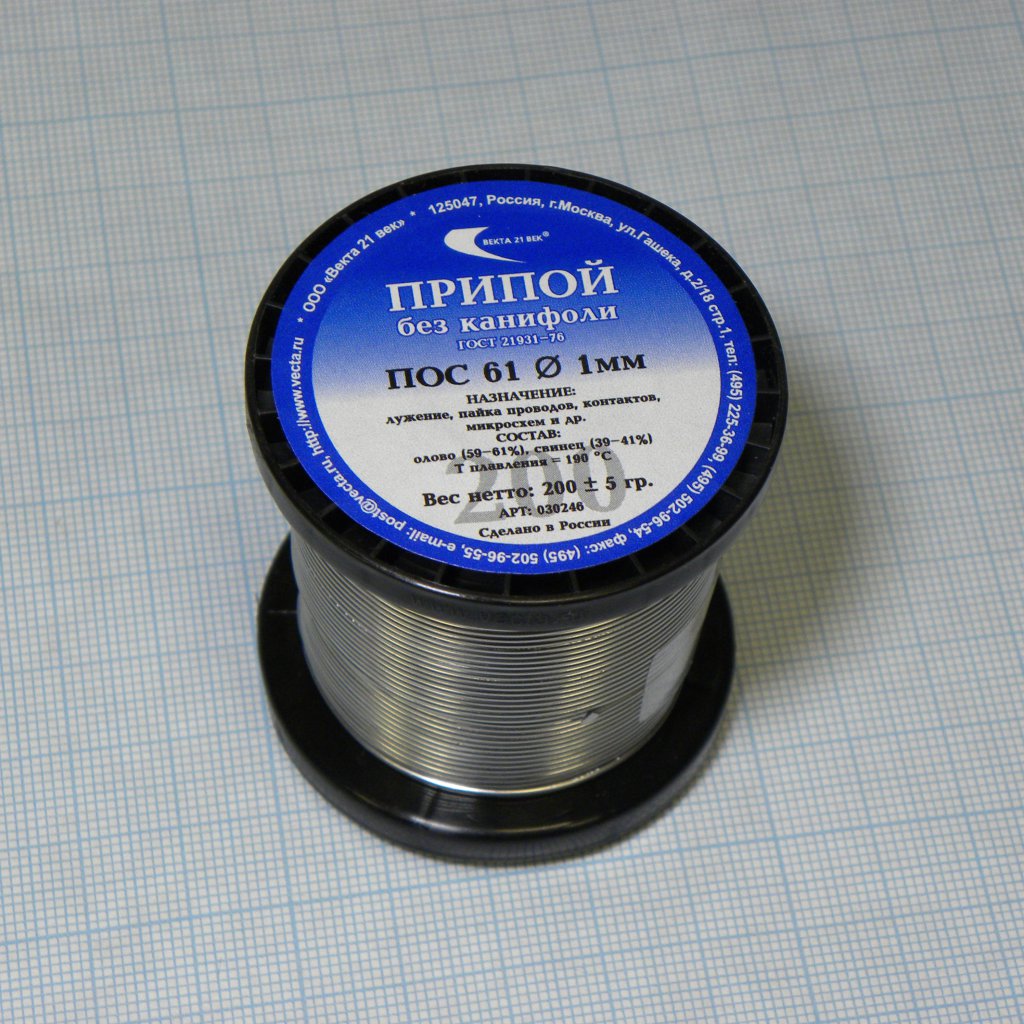 * ООО «Векта 21 век» * 125047, Россия, г.Москва, ул.Гашека, д.2/18 стр.1, тел: (495) 225-36-99, (495) 502-96-54, факс: (495) 502-96-55, e-mail: post@vecta.ru, http://www.vecta.ru
ВЕКТА 21 ВЕК®
ПРИПОЙ
без канифоли
ГОСТ 21931-76
ПОС 61 Ø 1мм
НАЗНАЧЕНИЕ:
лужение, пайка проводов, контактов,
микросхем и др.
СОСТАВ:
олово (59-61%), свинец (39-41%)
T плавления = 190 °C
200
Вес нетто: 200 ± 5 гр.
АРТ: 030246
Сделано в России